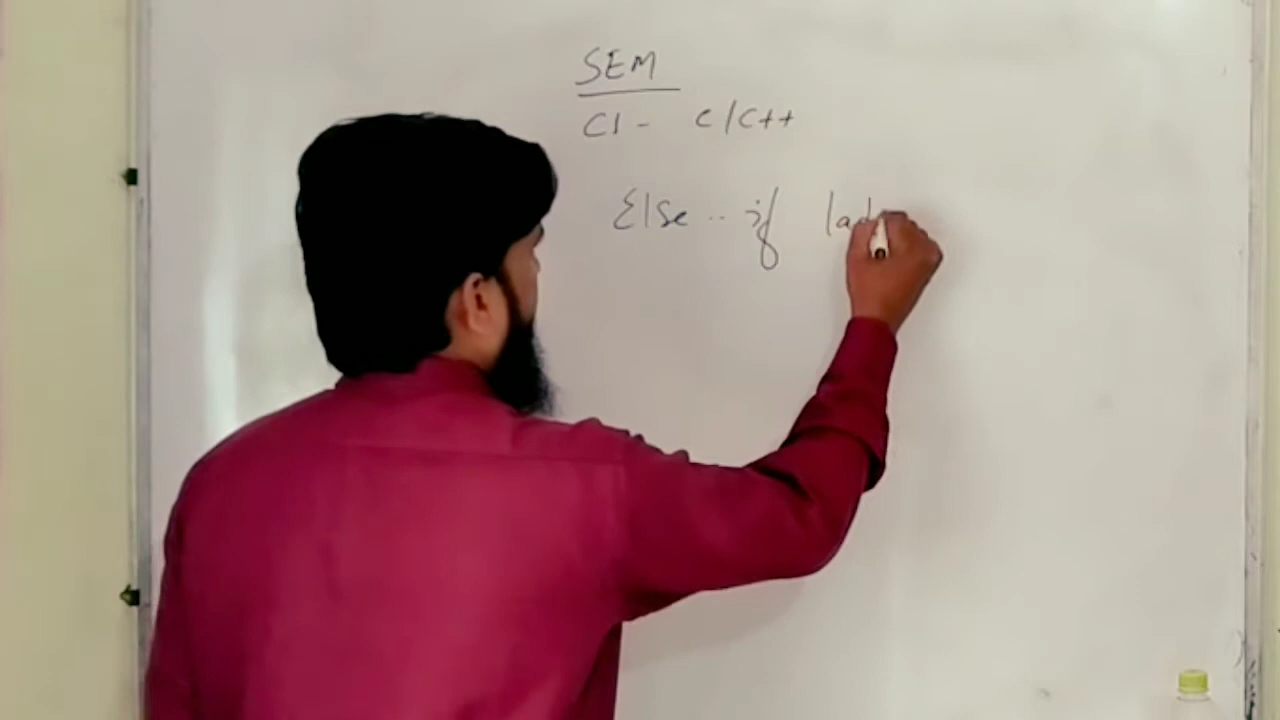 SEM
C1 - C/C++
Else -- if lad